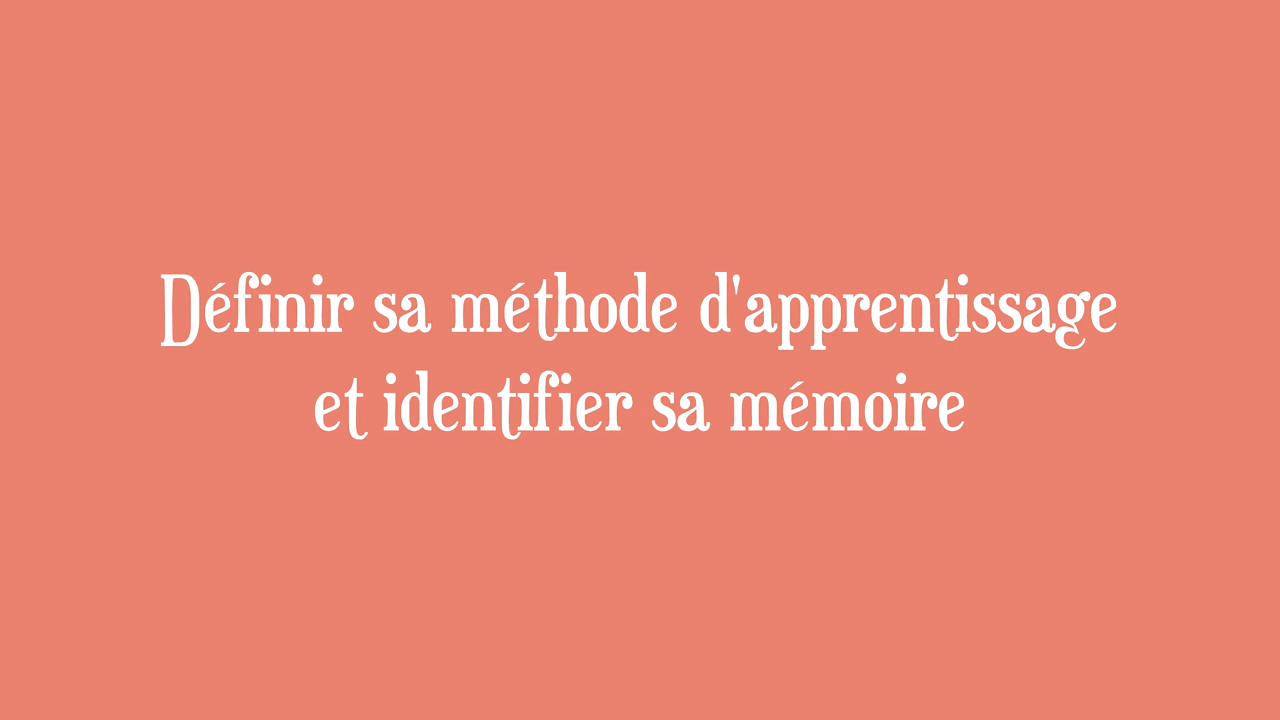 Définir sa méthode d'apprentissage
et identifier sa mémoire